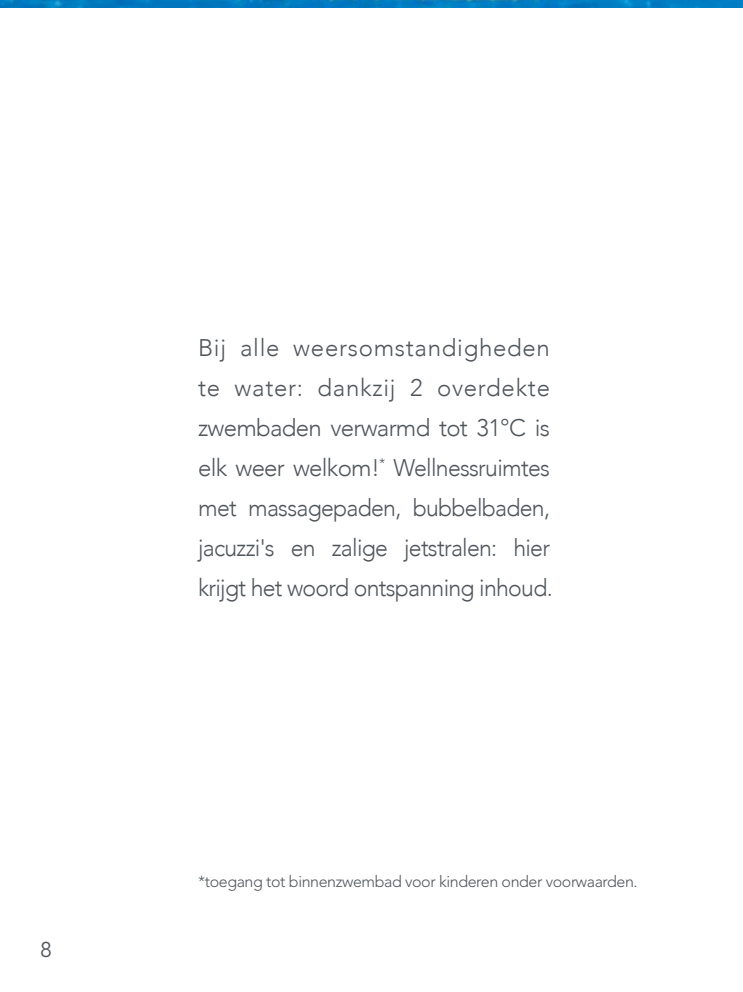 Bij alle weersomstandigheden
te water: dankzij 2 overdekte
zwembaden verwarmd tot 31°C is
elk weer welkom!* Wellnessruimtes
met massagepaden, bubbelbaden,
jacuzzi's en zalige jetstralen: hier
krijgt het woord ontspanning inhoud.
*toegang tot binnenzwembad voor kinderen onder voorwaarden.
8